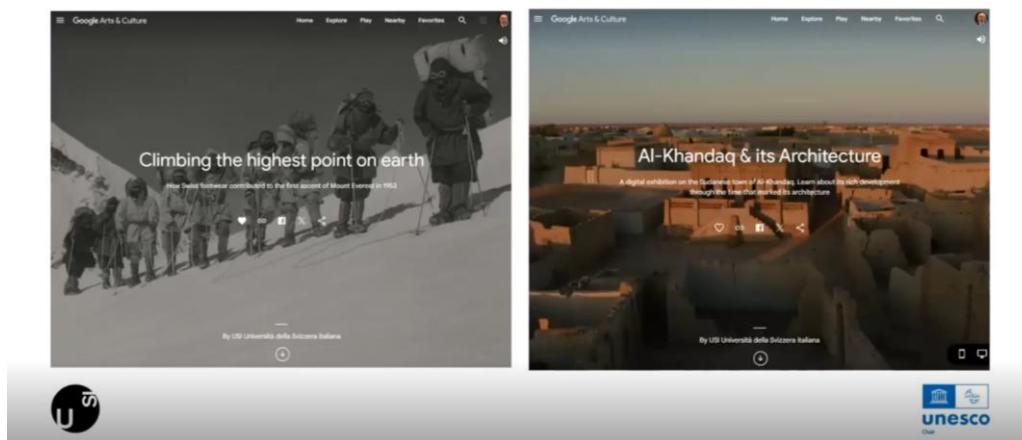 Google Arts & Culture
Home Explore Play Nearby Favorites
Climbing the highest point on earth
How Swiss footwear contributed to the first ascent of Mount Everest in 1953
By USI Università della Svizzera Italiana
Google Arts & Culture
Home Explore Play Nearby Favorites
Al-Khandaq & its Architecture
A digital exhibition on the Sudanese town of Al-Khandaq. Learn about its rich development
through the time that marked its architecture
By USI Università della Svizzera Italiana
USI
unesco
Chair